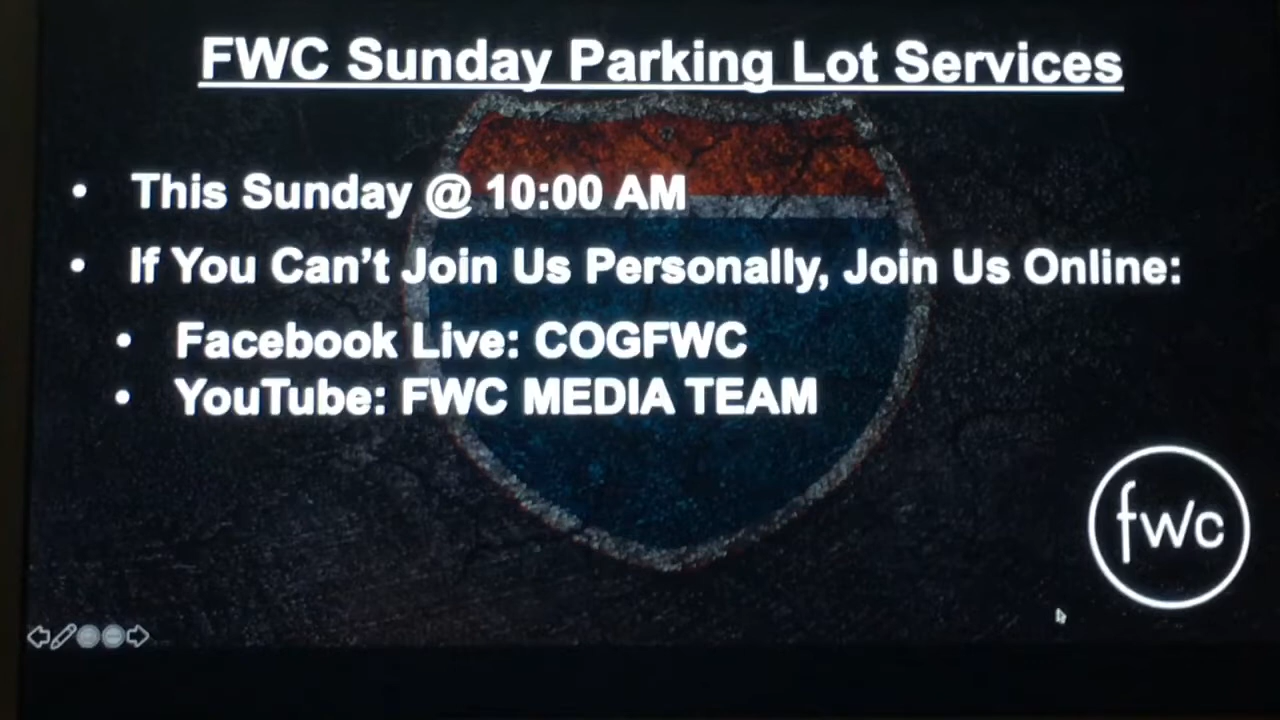 FWC Sunday Parking Lot Services
• This Sunday @ 10:00 AM
• If You Can’t Join Us Personally, Join Us Online:
• Facebook Live: COGFWC
• YouTube: FWC MEDIA TEAM
fwc